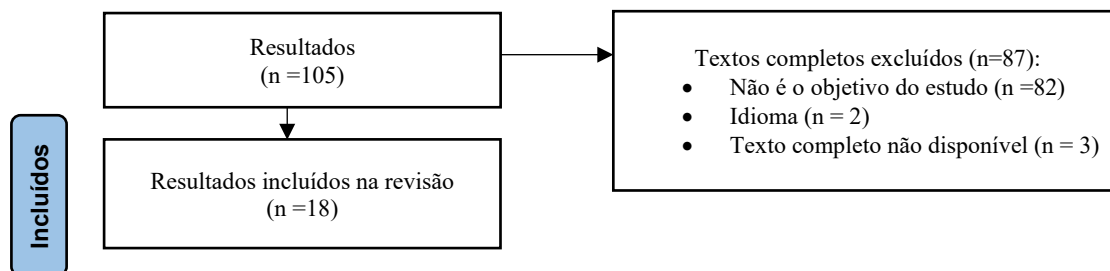 Resultados
(n =105)
Textos completos excluídos (n=87):
• Não é o objetivo do estudo (n =82)
• Idioma (n = 2)
• Texto completo não disponível (n = 3)
Incluídos
Resultados incluídos na revisão
(n =18)